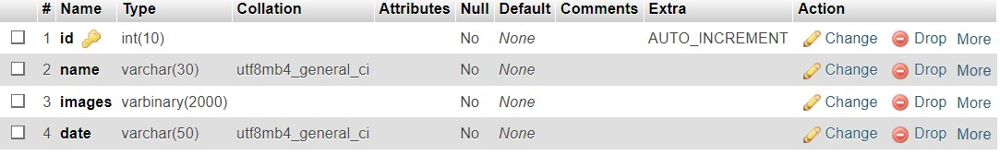 # Name Type Collation Attributes Null Default Comments Extra Action
1 id int(10) No None AUTO_INCREMENT Change Drop More
2 name varchar(30) utf8mb4_general_ci No None Change Drop More
3 images varbinary(2000) No None Change Drop More
4 date varchar(50) utf8mb4_general_ci No None Change Drop More